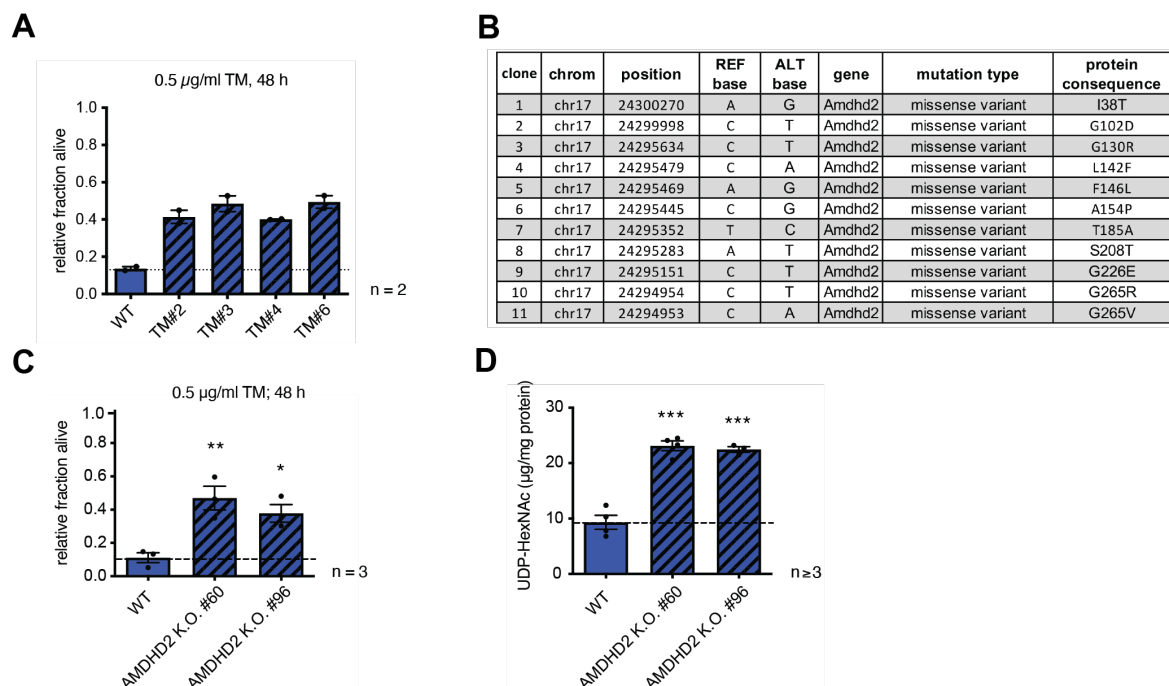 A
0.5 µg/ml TM, 48 h
relative fraction alive
1.0
0.8
0.6
0.4
0.2
0.0
WT
TM#2
TM#3
TM#4
TM#6
n = 2
B
clone chrom position REF base ALT base gene mutation type protein consequence
1 chr17 24300270 A G Amdhd2 missense variant I38T
2 chr17 24299998 C T Amdhd2 missense variant G102D
3 chr17 24295634 C T Amdhd2 missense variant G130R
4 chr17 24295479 C A Amdhd2 missense variant L142F
5 chr17 24295469 A G Amdhd2 missense variant F146L
6 chr17 24295445 C G Amdhd2 missense variant A154P
7 chr17 24295352 T C Amdhd2 missense variant T185A
8 chr17 24295283 A T Amdhd2 missense variant S208T
9 chr17 24295151 C T Amdhd2 missense variant G226E
10 chr17 24294954 C T Amdhd2 missense variant G265R
11 chr17 24294953 C A Amdhd2 missense variant G265V
C
0.5 µg/ml TM; 48 h
relative fraction alive
1.0
0.8
0.6
0.4
0.2
0.0
**
*
WT
AMDHD2 K.O. #60
AMDHD2 K.O. #96
n = 3
D
UDP-HexNAc (µg/mg protein)
30
20
10
0
***
***
WT
AMDHD2 K.O. #60
AMDHD2 K.O. #96
n ≥ 3